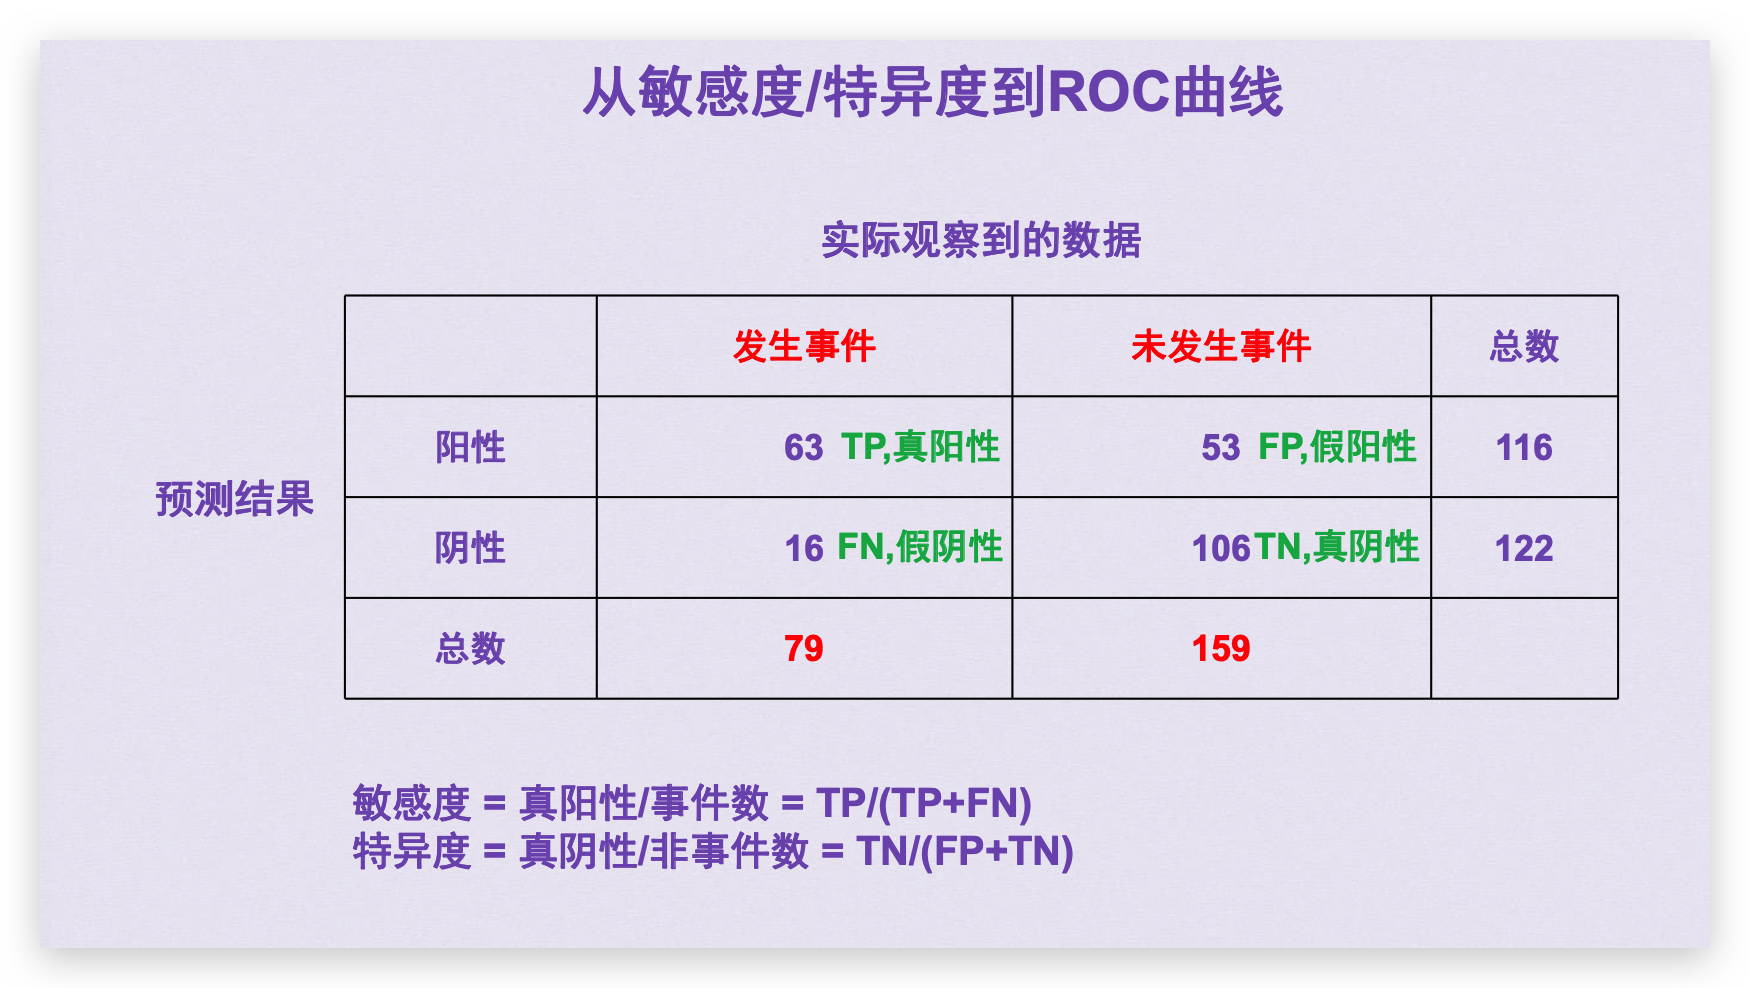 从敏感度/特异度到ROC曲线
实际观察到的数据
发生事件 未发生事件 总数
阳性 63 TP,真阳性 53 FP,假阳性 116
预测结果
阴性 16 FN,假阴性 106 TN,真阴性 122
总数 79 159
敏感度 = 真阳性/事件数 = TP/(TP+FN)
特异度 = 真阴性/非事件数 = TN/(FP+TN)